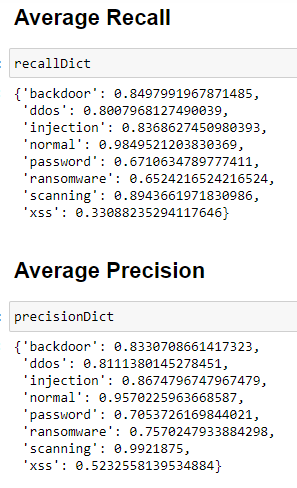 Average Recall
recallDict
{'backdoor': 0.8497991967871485,
'ddos': 0.8007968127490039,
'injection': 0.8368627450980393,
'normal': 0.9849521203830369,
'password': 0.6710634789777411,
'ransomware': 0.6524216524216524,
'scanning': 0.8943661971830986,
'xss': 0.33088235294117646}
Average Precision
precisionDict
{'backdoor': 0.8330708661417323,
'ddos': 0.8111380145278451,
'injection': 0.8674796747967479,
'normal': 0.9570225963668587,
'password': 0.7053726169844021,
'ransomware': 0.7570247933884298,
'scanning': 0.9921875,
'xss': 0.5232558139534884}